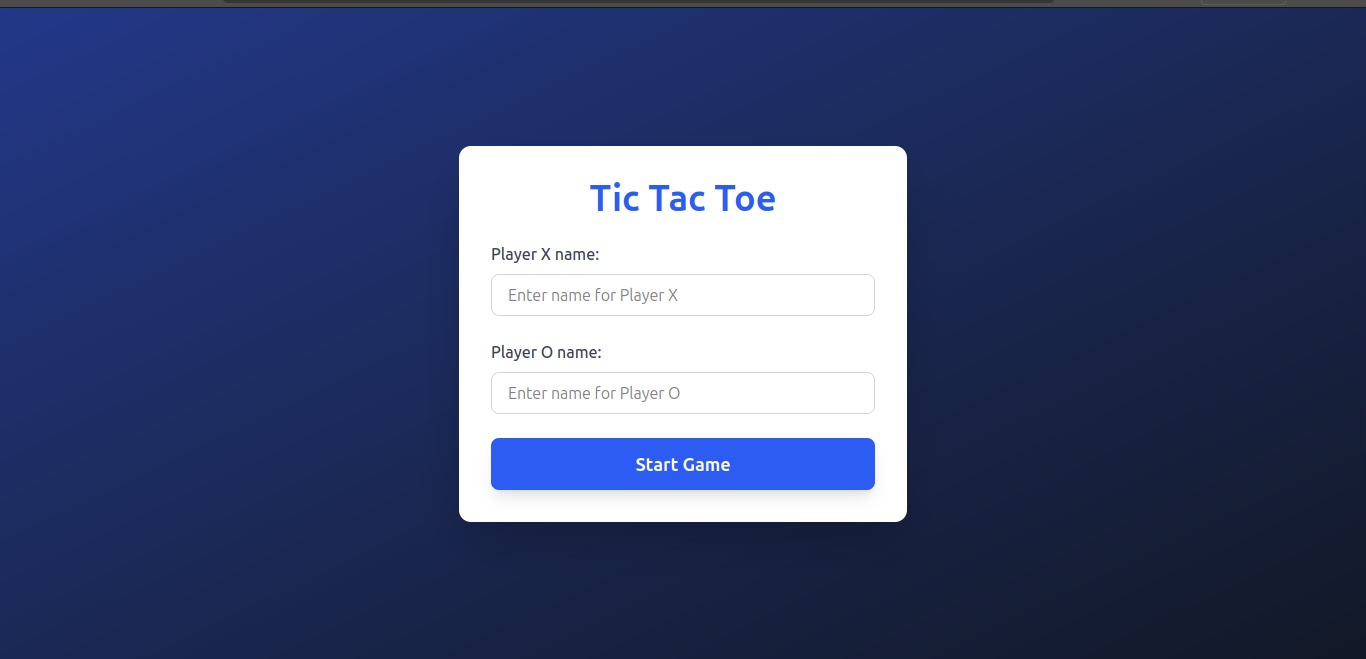 Tic Tac Toe
Player X name:
Enter name for Player X
Player O name:
Enter name for Player O
Start Game